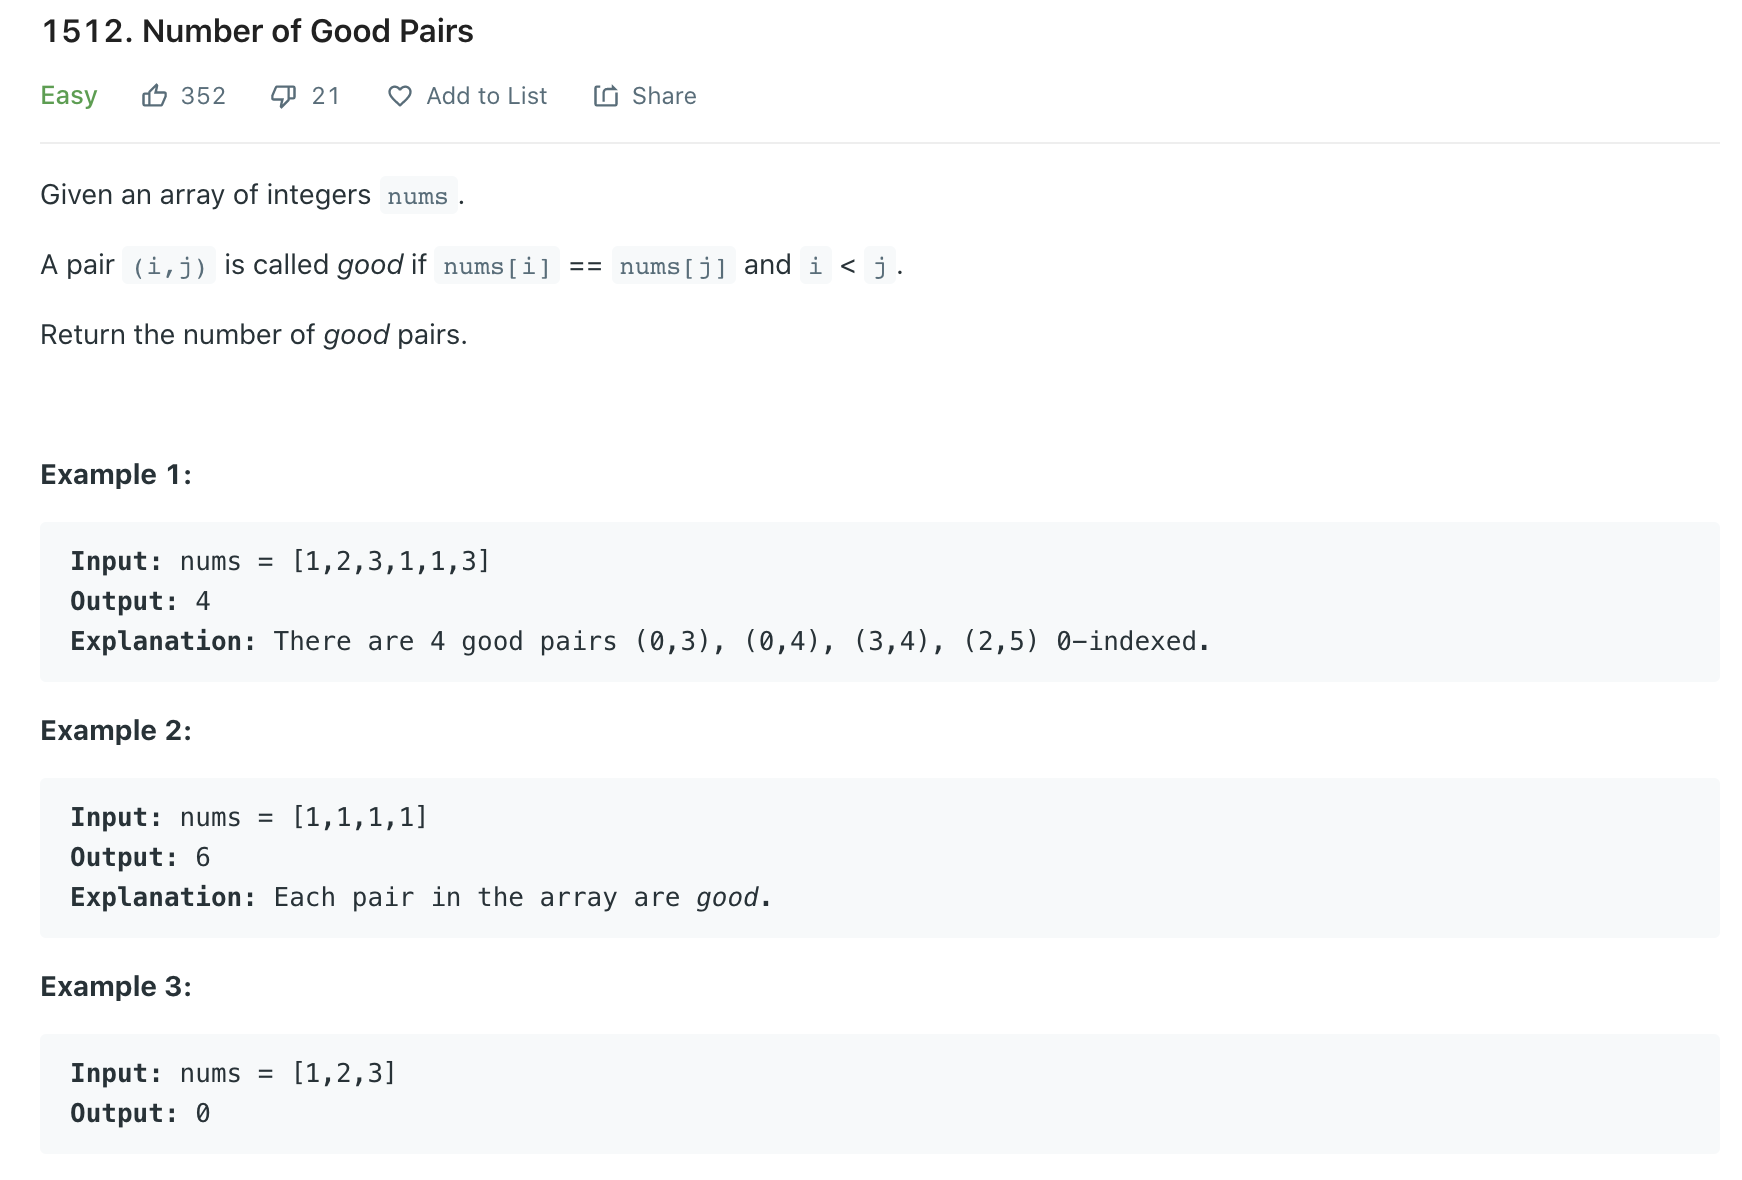 1512. Number of Good Pairs
Easy 352 21 Add to List Share
Given an array of integers nums .
A pair (i,j) is called good if nums[i] == nums[j] and i < j .
Return the number of good pairs.
Example 1:
Input: nums = [1,2,3,1,1,3]
Output: 4
Explanation: There are 4 good pairs (0,3), (0,4), (3,4), (2,5) 0-indexed.
Example 2:
Input: nums = [1,1,1,1]
Output: 6
Explanation: Each pair in the array are good.
Example 3:
Input: nums = [1,2,3]
Output: 0